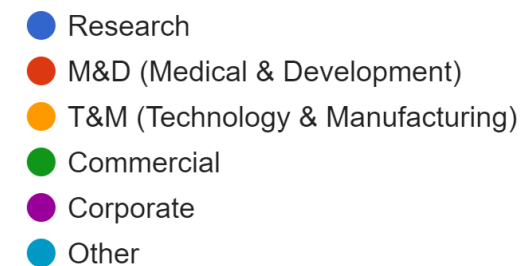 Research
M&D (Medical & Development)
T&M (Technology & Manufacturing)
Commercial
Corporate
Other